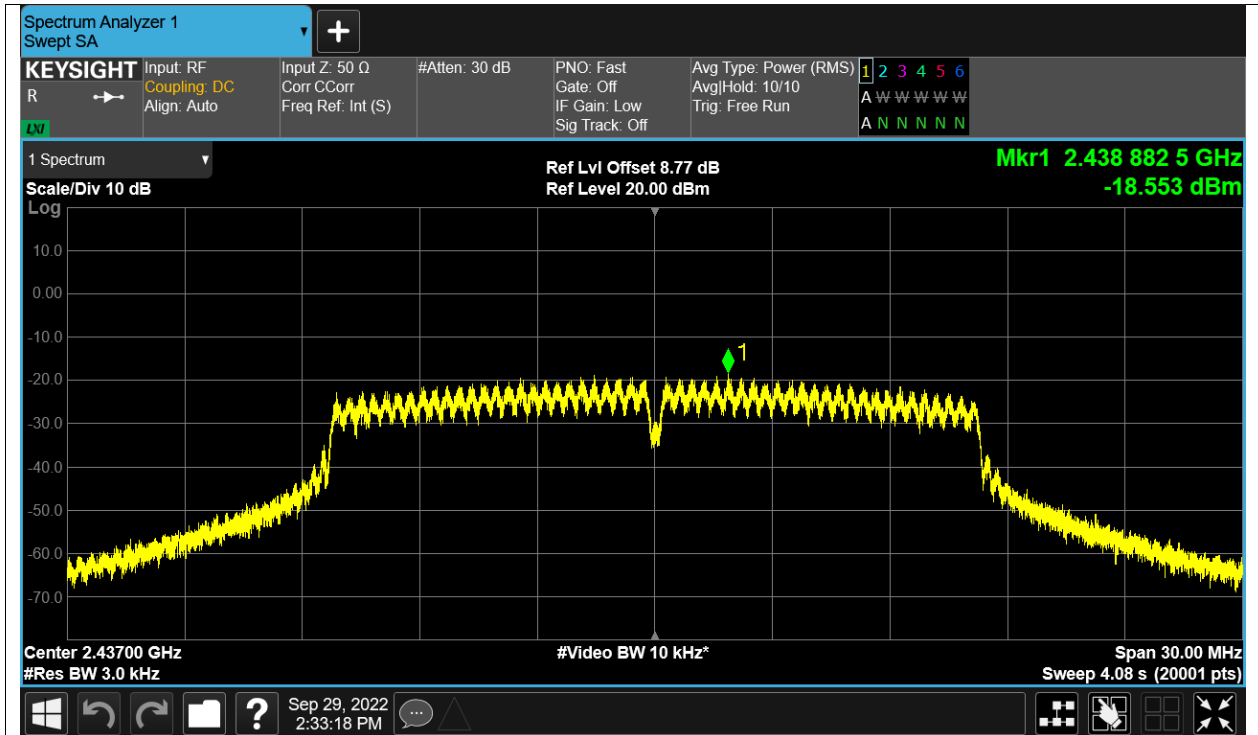 Spectrum Analyzer 1
Swept SA
+
KEYSIGHT
R
LXI
Input: RF
Coupling: DC
Align: Auto
Input Z: 50 Ω
Corr CCorr
Freq Ref: Int (S)
#Atten: 30 dB
PNO: Fast
Gate: Off
IF Gain: Low
Sig Track: Off
Avg Type: Power (RMS)
Avg|Hold: 10/10
Trig: Free Run
1 2 3 4 5 6
A W W W W W
A N N N N N
1 Spectrum
Scale/Div 10 dB
Log
Ref Lvl Offset 8.77 dB
Ref Level 20.00 dBm
Mkr1 2.438 882 5 GHz
-18.553 dBm
10.0
0.00
-10.0
1
-20.0
-30.0
-40.0
-50.0
-60.0
-70.0
Center 2.43700 GHz
#Res BW 3.0 kHz
#Video BW 10 kHz*
Span 30.00 MHz
Sweep 4.08 s (20001 pts)
?
Sep 29, 2022
2:33:18 PM